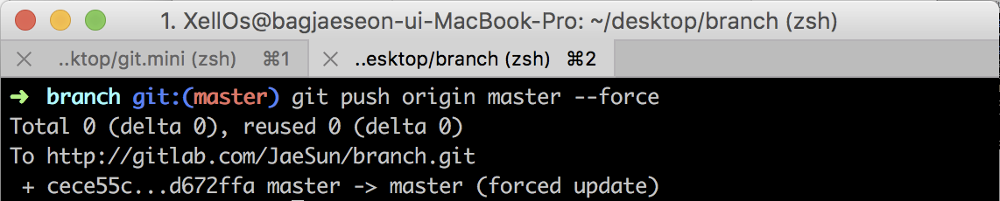 1. XellOs@bagjaeseon-ui-MacBook-Pro: ~/desktop/branch (zsh)
..ktop/git.mini (zsh) ⌘1 ..esktop/branch (zsh) ⌘2
➜ branch git:(master) git push origin master --force
Total 0 (delta 0), reused 0 (delta 0)
To http://gitlab.com/JaeSun/branch.git
+ cece55c...d672ffa master -> master (forced update)